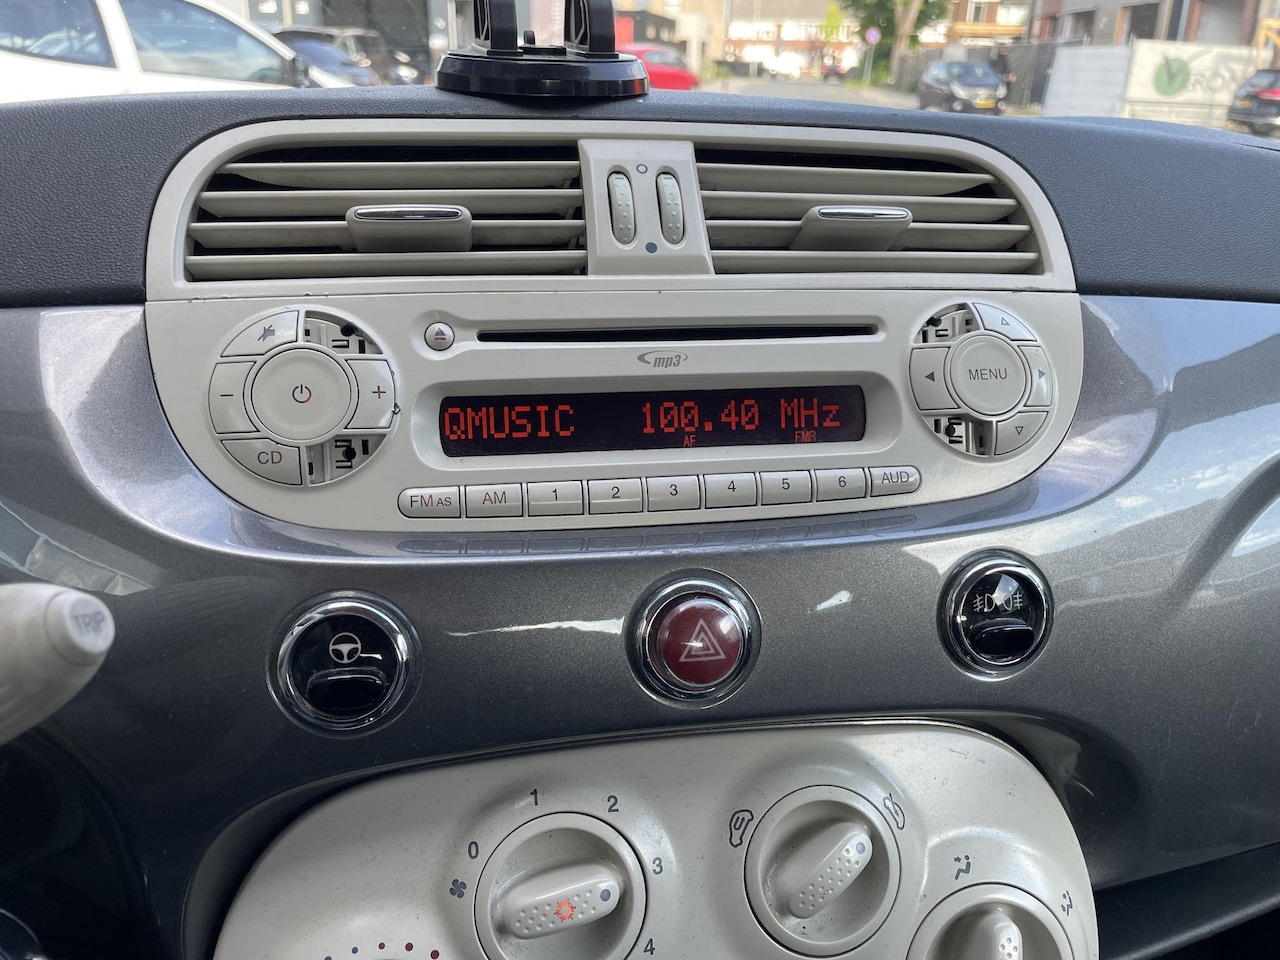 mp3
QMUSIC 100.40 MHz
AF
− + MENU
CD
FM AS AM 1 2 3 4 5 6 AUD
TRIP
1 2
0 3
4